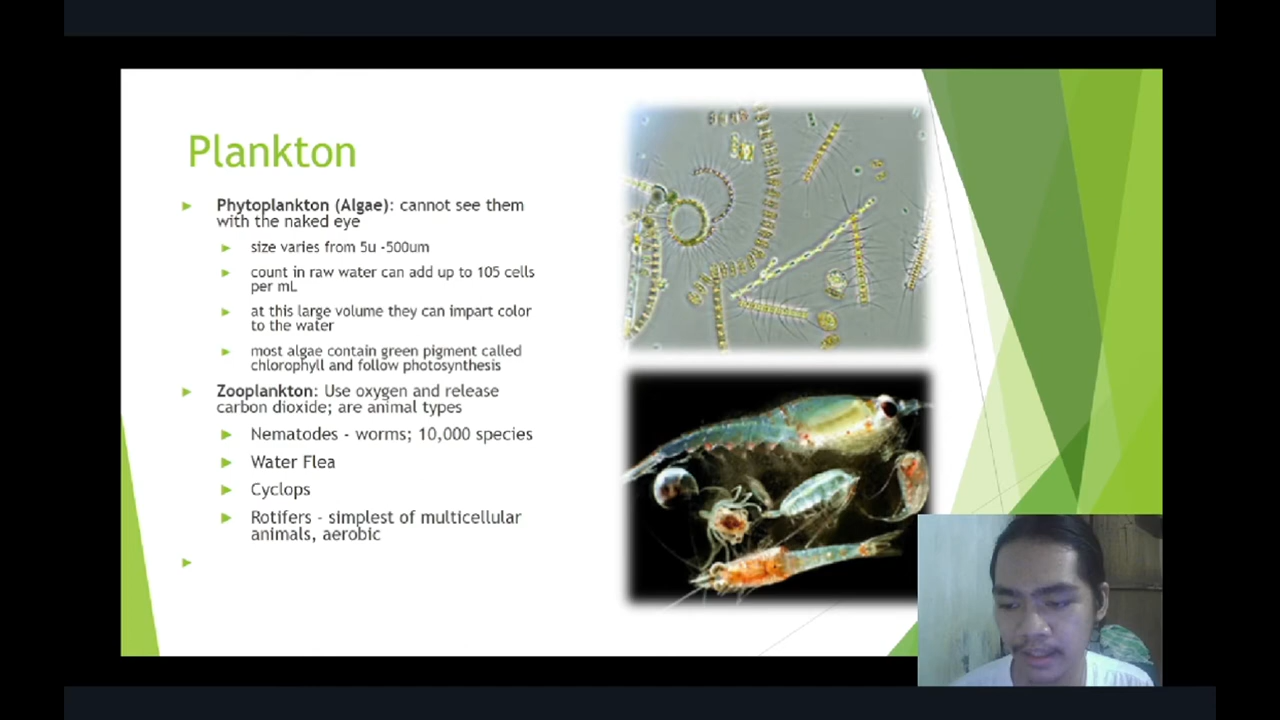 Plankton
Phytoplankton (Algae): cannot see them
with the naked eye
size varies from 5u -500um
count in raw water can add up to 105 cells
per mL
at this large volume they can impart color
to the water
most algae contain green pigment called
chlorophyll and follow photosynthesis
Zooplankton: Use oxygen and release
carbon dioxide; are animal types
Nematodes - worms; 10,000 species
Water Flea
Cyclops
Rotifers - simplest of multicellular
animals, aerobic